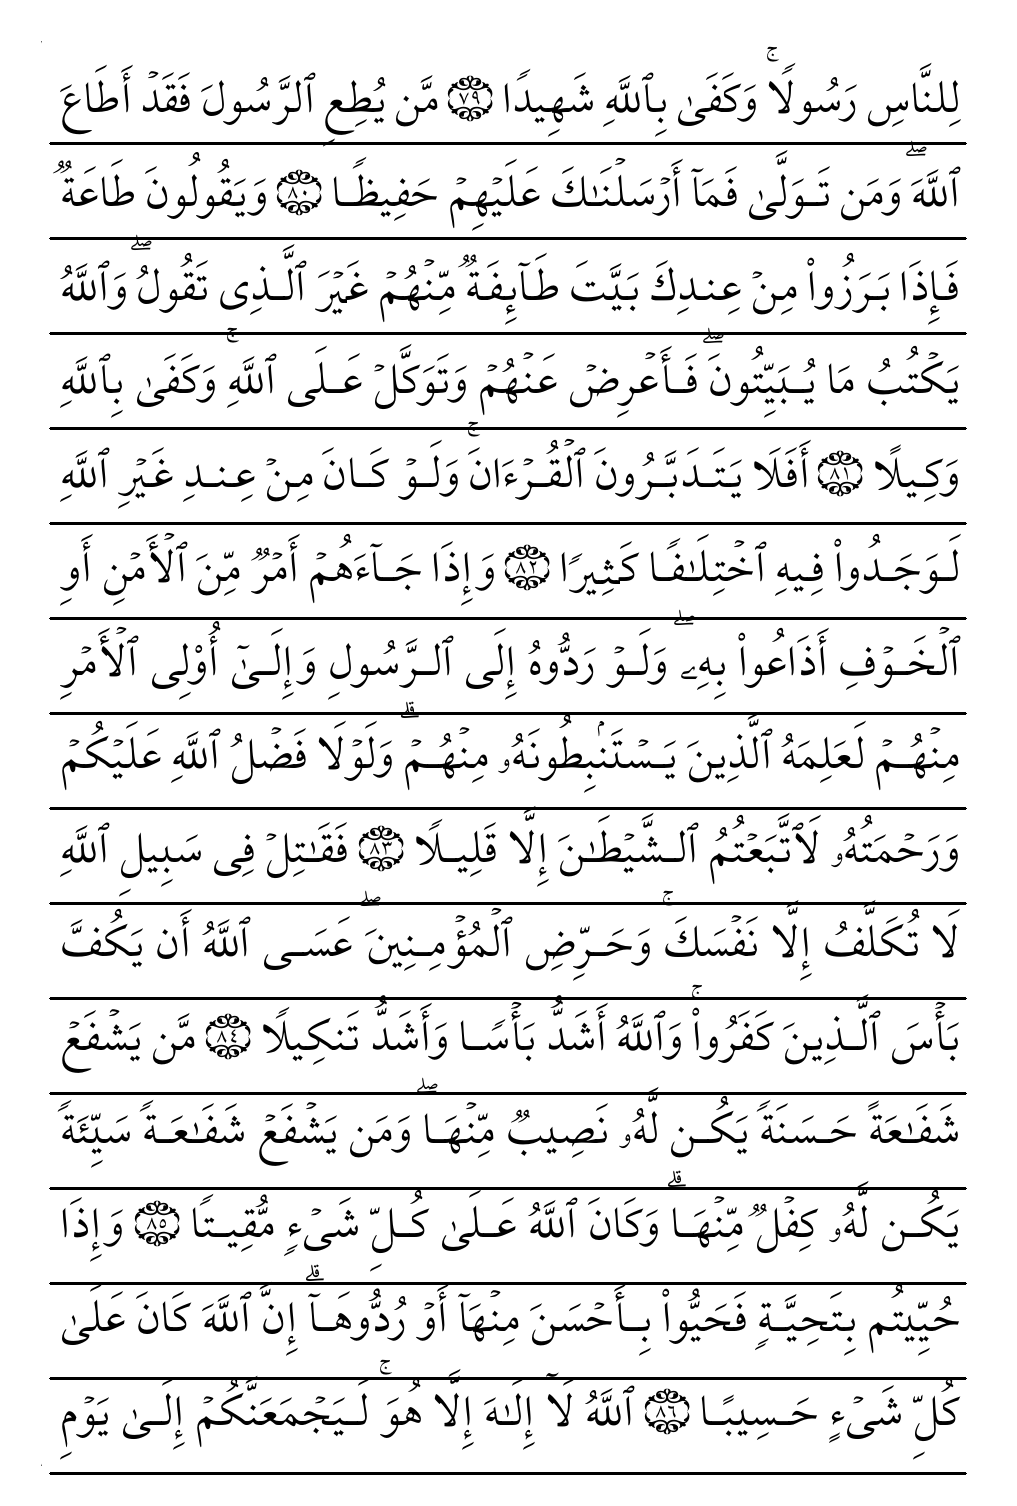 لِلنَّاسِ رَسُولًاۚ وَكَفَىٰ بِٱللَّهِ شَهِيدًا ٧٩ مَّن يُطِعِ ٱلرَّسُولَ فَقَدۡ أَطَاعَ
ٱللَّهَۖ وَمَن تَوَلَّىٰ فَمَآ أَرۡسَلۡنَٰكَ عَلَيۡهِمۡ حَفِيظٗا ٨٠ وَيَقُولُونَ طَاعَةٞ
فَإِذَا بَرَزُواْ مِنۡ عِندِكَ بَيَّتَ طَآئِفَةٞ مِّنۡهُمۡ غَيۡرَ ٱلَّذِي تَقُولُۖ وَٱللَّهُ
يَكۡتُبُ مَا يُبَيِّتُونَۖ فَأَعۡرِضۡ عَنۡهُمۡ وَتَوَكَّلۡ عَلَى ٱللَّهِۚ وَكَفَىٰ بِٱللَّهِ
وَكِيلًا ٨١ أَفَلَا يَتَدَبَّرُونَ ٱلۡقُرۡءَانَۚ وَلَوۡ كَانَ مِنۡ عِندِ غَيۡرِ ٱللَّهِ
لَوَجَدُواْ فِيهِ ٱخۡتِلَٰفٗا كَثِيرٗا ٨٢ وَإِذَا جَآءَهُمۡ أَمۡرٞ مِّنَ ٱلۡأَمۡنِ أَوِ
ٱلۡخَوۡفِ أَذَاعُواْ بِهِۦۖ وَلَوۡ رَدُّوهُ إِلَى ٱلرَّسُولِ وَإِلَىٰٓ أُوْلِي ٱلۡأَمۡرِ
مِنۡهُمۡ لَعَلِمَهُ ٱلَّذِينَ يَسۡتَنۢبِطُونَهُۥ مِنۡهُمۡۗ وَلَوۡلَا فَضۡلُ ٱللَّهِ عَلَيۡكُمۡ
وَرَحۡمَتُهُۥ لَٱتَّبَعۡتُمُ ٱلشَّيۡطَٰنَ إِلَّا قَلِيلٗا ٨٣ فَقَٰتِلۡ فِي سَبِيلِ ٱللَّهِ
لَا تُكَلَّفُ إِلَّا نَفۡسَكَۚ وَحَرِّضِ ٱلۡمُؤۡمِنِينَۖ عَسَى ٱللَّهُ أَن يَكُفَّ
بَأۡسَ ٱلَّذِينَ كَفَرُواْۚ وَٱللَّهُ أَشَدُّ بَأۡسٗا وَأَشَدُّ تَنكِيلٗا ٨٤ مَّن يَشۡفَعۡ
شَفَٰعَةً حَسَنَةٗ يَكُن لَّهُۥ نَصِيبٞ مِّنۡهَاۖ وَمَن يَشۡفَعۡ شَفَٰعَةٗ سَيِّئَةٗ
يَكُن لَّهُۥ كِفۡلٞ مِّنۡهَاۗ وَكَانَ ٱللَّهُ عَلَىٰ كُلِّ شَيۡءٖ مُّقِيتٗا ٨٥ وَإِذَا
حُيِّيتُم بِتَحِيَّةٖ فَحَيُّواْ بِأَحۡسَنَ مِنۡهَآ أَوۡ رُدُّوهَآۗ إِنَّ ٱللَّهَ كَانَ عَلَىٰ
كُلِّ شَيۡءٍ حَسِيبًا ٨٦ ٱللَّهُ لَآ إِلَٰهَ إِلَّا هُوَۚ لَيَجۡمَعَنَّكُمۡ إِلَىٰ يَوۡمِ